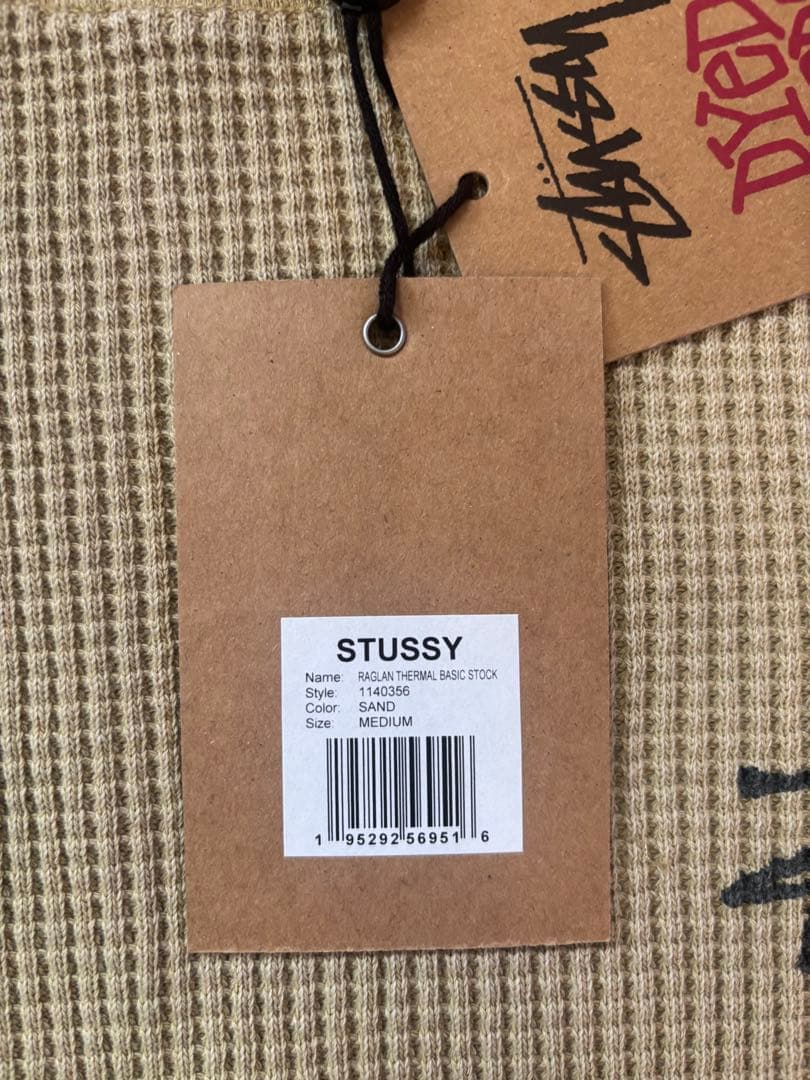 STÜSSY
DYED
STUSSY
Name: RAGLAN THERMAL BASIC STOCK
Style: 1140356
Color: SAND
Size: MEDIUM
1 95292 56951 6